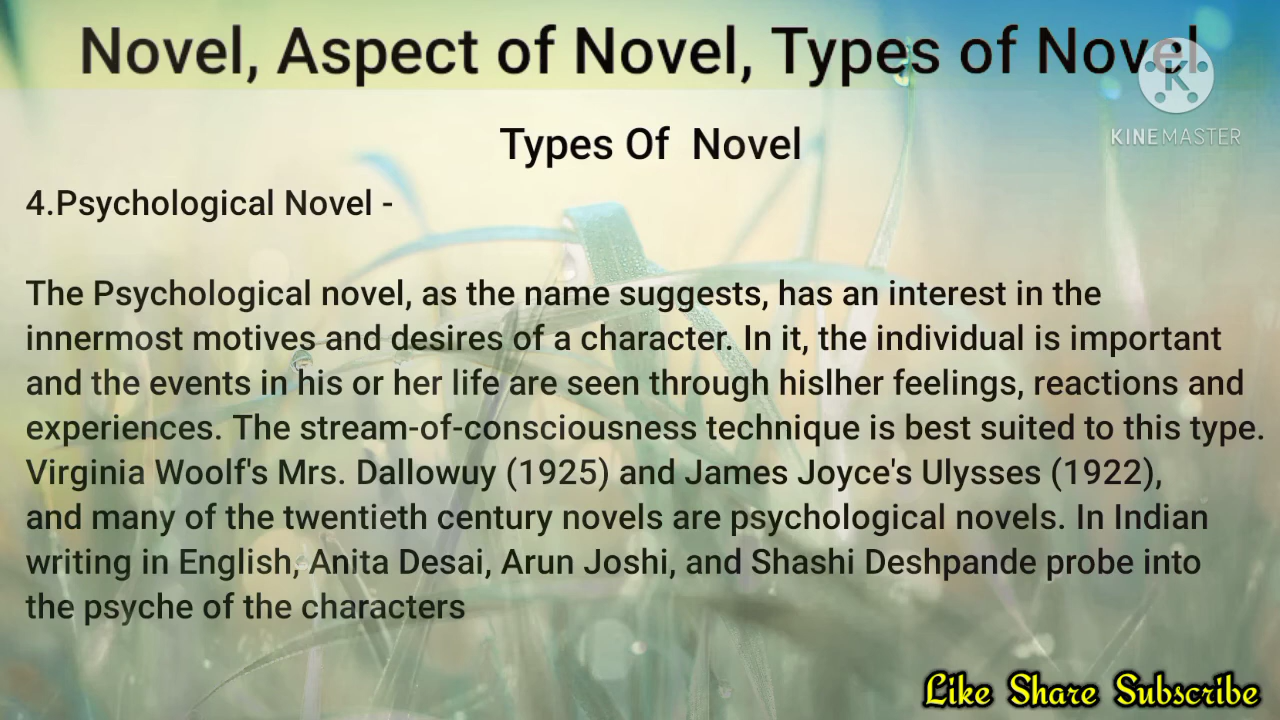 Novel, Aspect of Novel, Types of Novel
KINEMASTER
Types Of Novel
4.Psychological Novel -
The Psychological novel, as the name suggests, has an interest in the
innermost motives and desires of a character. In it, the individual is important
and the events in his or her life are seen through hislher feelings, reactions and
experiences. The stream-of-consciousness technique is best suited to this type.
Virginia Woolf's Mrs. Dallowuy (1925) and James Joyce's Ulysses (1922),
and many of the twentieth century novels are psychological novels. In Indian
writing in English, Anita Desai, Arun Joshi, and Shashi Deshpande probe into
the psyche of the characters
Like Share Subscribe